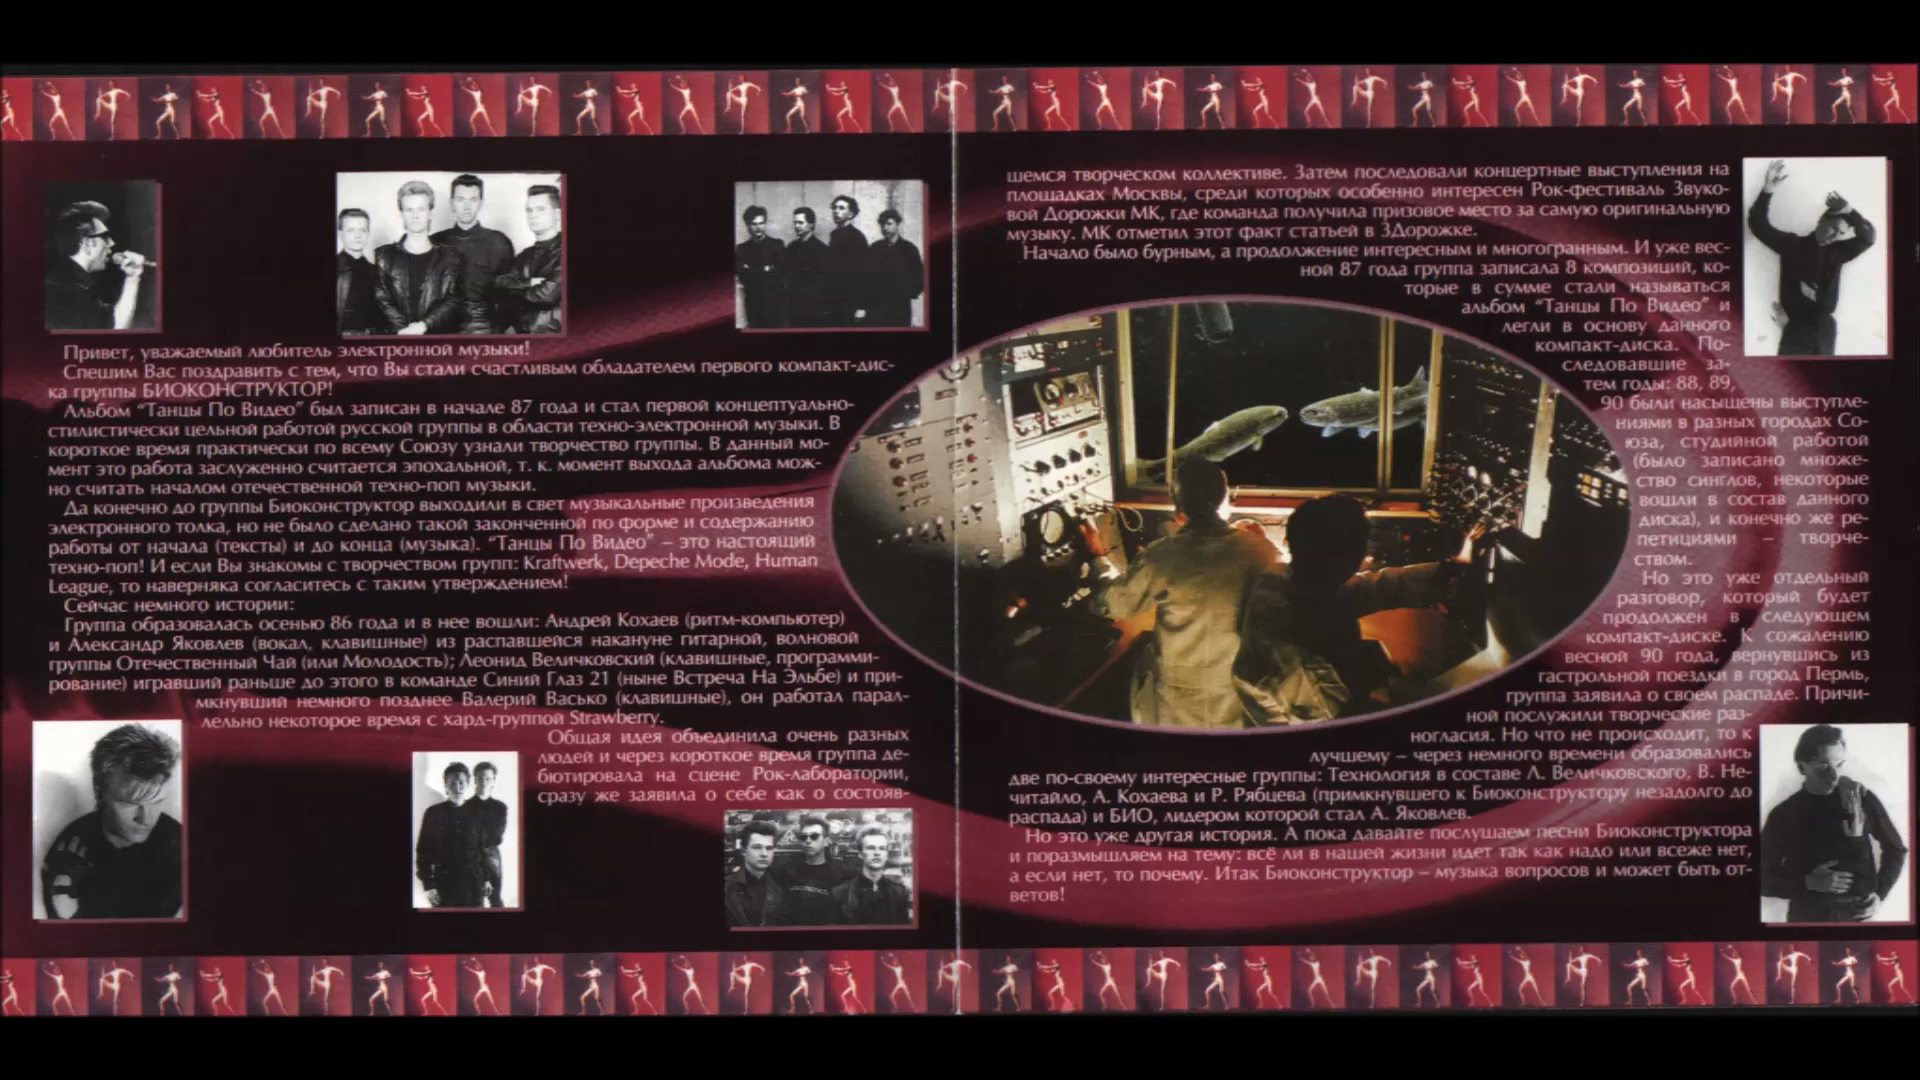 Привет, уважаемый любитель электронной музыки!
Спешим Вас поздравить с тем, что Вы стали счастливым обладателем первого компакт-дис-
ка группы БИОКОНСТРУКТОР!
Альбом “Танцы По Видео” был записан в начале 87 года и стал первой концептуально-
стилистически цельной работой русской группы в области техно-электронной музыки. В
короткое время практически по всему Союзу узнали творчество группы. В данный мо-
мент это работа заслуженно считается эпохальной, т. к. момент выхода альбома мож-
но считать началом отечественной техно-поп музыки.
Да конечно до группы Биоконструктор выходили в свет музыкальные произведения
электронного толка, но не было сделано такой законченной по форме и содержанию
работы от начала (тексты) и до конца (музыка). “Танцы По Видео” – это настоящий
техно-поп! И если Вы знакомы с творчеством групп: Kraftwerk, Depeche Mode, Human
League, то наверняка согласитесь с таким утверждением!
Сейчас немного истории:
Группа образовалась осенью 86 года и в нее вошли: Андрей Кохаев (ритм-компьютер)
и Александр Яковлев (вокал, клавишные) из распавшейся накануне гитарной, волновой
группы Отечественный Чай (или Молодость); Леонид Величковский (клавишные, программи-
рование) игравший раньше до этого в команде Синий Глаз 21 (ныне Встреча На Эльбе) и при-
мкнувший немного позднее Валерий Васько (клавишные), он работал парал-
лельно некоторое время с хард-группой Strawberry.
Общая идея объединила очень разных
людей и через короткое время группа де-
бютировала на сцене Рок-лаборатории,
сразу же заявила о себе как о состояв-
шемся творческом коллективе. Затем последовали концертные выступления на
площадках Москвы, среди которых особенно интересен Рок-фестиваль Звуко-
вой Дорожки МК, где команда получила призовое место за самую оригинальную
музыку. МК отметил этот факт статьей в ЗДорожке.
Начало было бурным, а продолжение интересным и многогранным. И уже вес-
ной 87 года группа записала 8 композиций, ко-
торые в сумме стали называться
альбом “Танцы По Видео” и
легли в основу данного
компакт-диска. По-
следовавшие за-
тем годы: 88, 89,
90 были насыщены выступле-
ниями в разных городах Со-
юза, студийной работой
(было записано множе-
ство синглов, некоторые
вошли в состав данного
диска), и конечно же ре-
петициями – творче-
ством.
Но это уже отдельный
разговор, который будет
продолжен в следующем
компакт-диске. К сожалению
весной 90 года, вернувшись из
гастрольной поездки в город Пермь,
группа заявила о своем распаде. Причи-
ной послужили творческие раз-
ногласия. Но что не происходит, то к
лучшему – через немного времени образовались
две по-своему интересные группы: Технология в составе Л. Величковского, В. Не-
читайло, А. Кохаева и Р. Рябцева (примкнувшего к Биоконструктору незадолго до
распада) и БИО, лидером которой стал А. Яковлев.
Но это уже другая история. А пока давайте послушаем песни Биоконструктора
и поразмышляем на тему: всё ли в нашей жизни идет так как надо или всеже нет,
а если нет, то почему. Итак Биоконструктор – музыка вопросов и может быть от-
ветов!